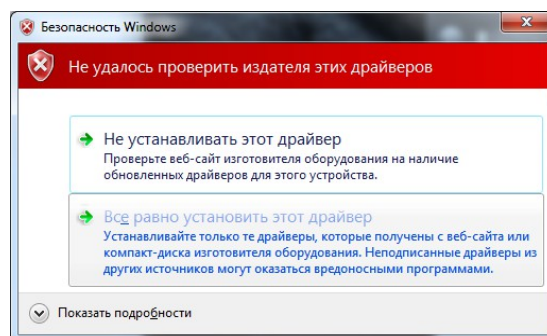 Безопасность Windows
Не удалось проверить издателя этих драйверов
Не устанавливать этот драйвер
Проверьте веб-сайт изготовителя оборудования на наличие
обновленных драйверов для этого устройства.
Все равно установить этот драйвер
Устанавливайте только те драйверы, которые получены с веб-сайта или
компакт-диска изготовителя оборудования. Неподписанные драйверы из
других источников могут оказаться вредоносными программами.
Показать подробности